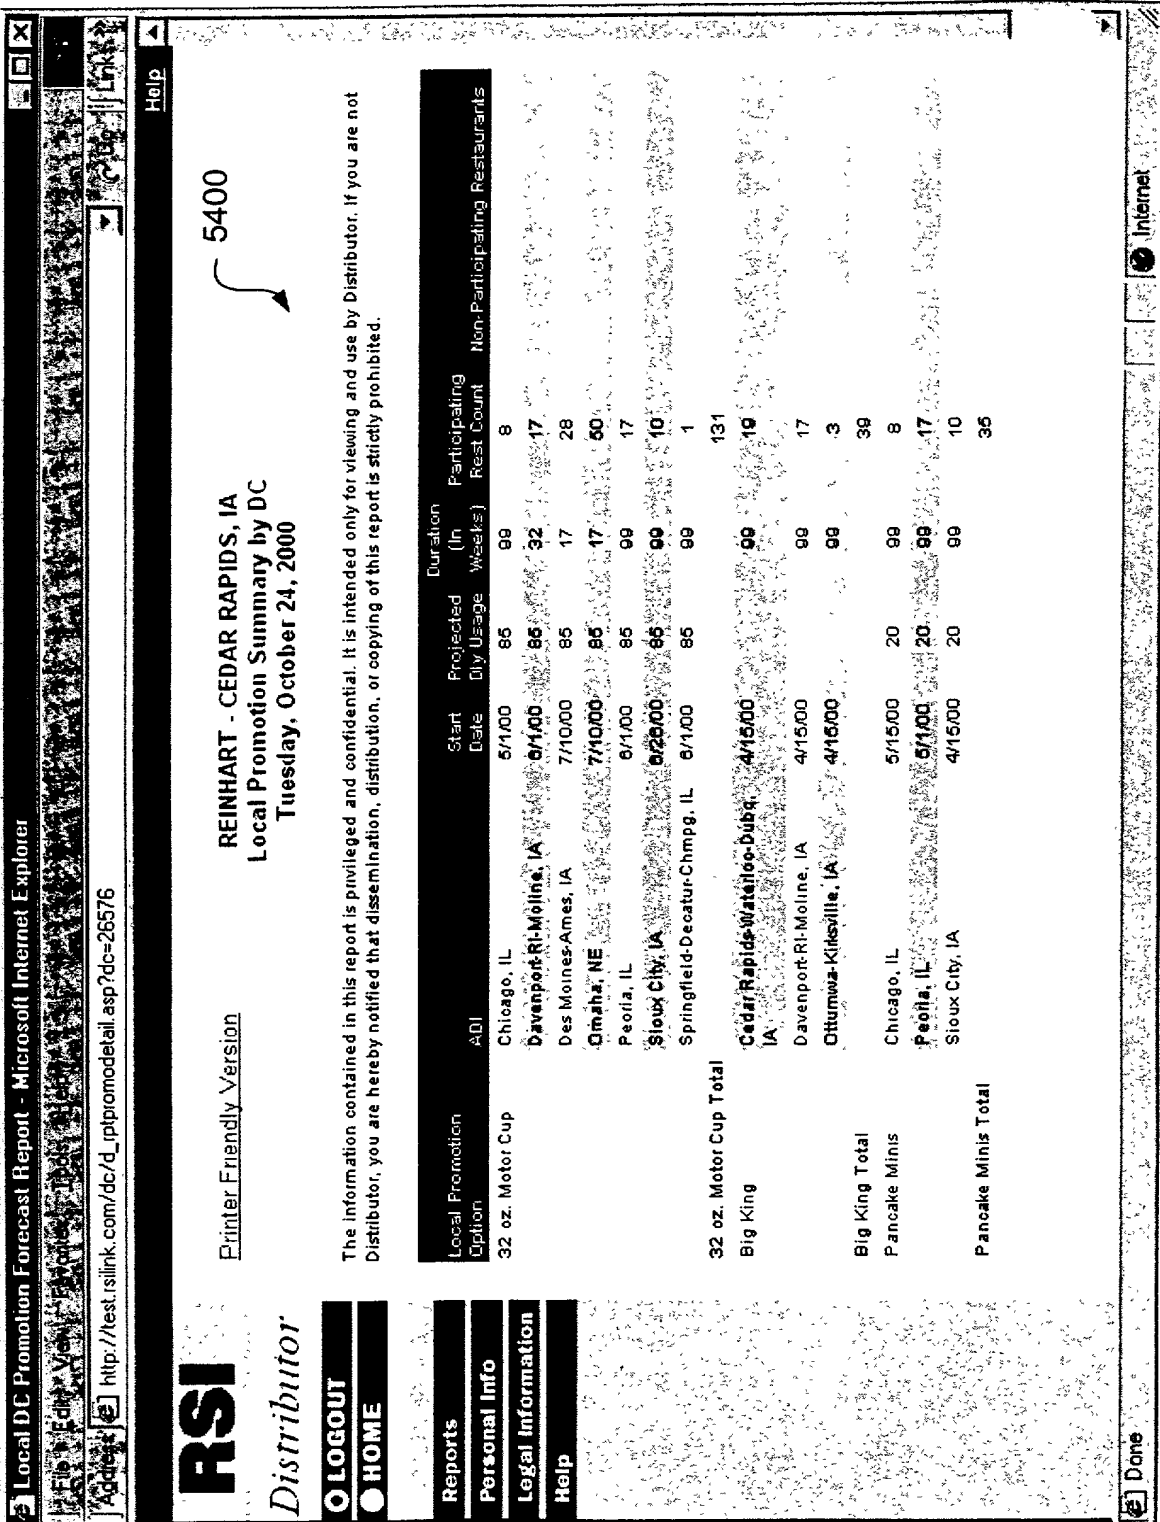 Local DC Promotion Forecast Report - Microsoft Internet Explorer
File Edit View Favorites Tools Help
Address http://test.rsilink.com/dc/d_rptpromodetail.asp?dc=26576 Go Links
Help
RSI
Distributor
O LOGOUT
HOME
Reports
Personal Info
Legal Information
Help
Printer Friendly Version
REINHART - CEDAR RAPIDS, IA
Local Promotion Summary by DC
Tuesday, October 24, 2000
5400
The information contained in this report is privileged and confidential. It is intended only for viewing and use by Distributor. If you are not
Distributor, you are hereby notified that dissemination, distribution, or copying of this report is strictly prohibited.
Local Promotion Option ADI Start Date Projected Dly Usage Duration (In Weeks) Participating Rest Count Non-Participating Restaurants
32 oz. Motor Cup Chicago, IL 5/1/00 85 99 8
Davenport-RI-Moline, IA 6/1/00 85 32 17
Des Moines-Ames, IA 7/10/00 85 17 28
Omaha, NE 7/10/00 85 17 50
Peoria, IL 6/1/00 85 99 17
Sioux City, IA 6/26/00 85 99 10
Springfield-Decatur-Chmpg, IL 6/1/00 85 99 1
32 oz. Motor Cup Total 131
Big King Cedar Rapids-Waterloo-Dubq, IA 4/15/00 99 19
Davenport-RI-Moline, IA 4/15/00 99 17
Ottumwa-Kirksville, IA 4/15/00 99 3
Big King Total 39
Pancake Minis Chicago, IL 5/15/00 20 99 8
Peoria, IL 5/1/00 20 99 17
Sioux City, IA 4/15/00 20 99 10
Pancake Minis Total 35
Done Internet